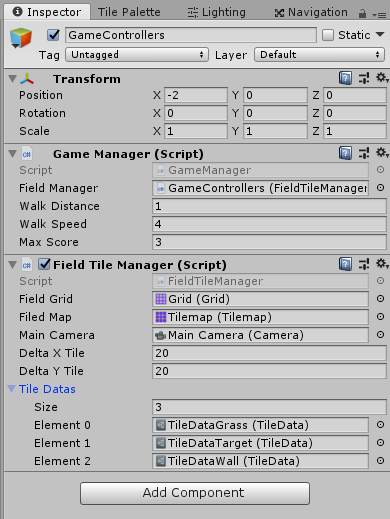 Inspector Tile Palette Lighting Navigation
GameControllers Static
Tag Untagged Layer Default
Transform
Position X -2 Y 0 Z 0
Rotation X 0 Y 0 Z 0
Scale X 1 Y 1 Z 1
Game Manager (Script)
Script GameManager
Field Manager GameControllers (FieldTileManager
Walk Distance 1
Walk Speed 4
Max Score 3
Field Tile Manager (Script)
Script FieldTileManager
Field Grid Grid (Grid)
Filed Map Tilemap (Tilemap)
Main Camera Main Camera (Camera)
Delta X Tile 20
Delta Y Tile 20
Tile Datas
Size 3
Element 0 TileDataGrass (TileData)
Element 1 TileDataTarget (TileData)
Element 2 TileDataWall (TileData)
Add Component